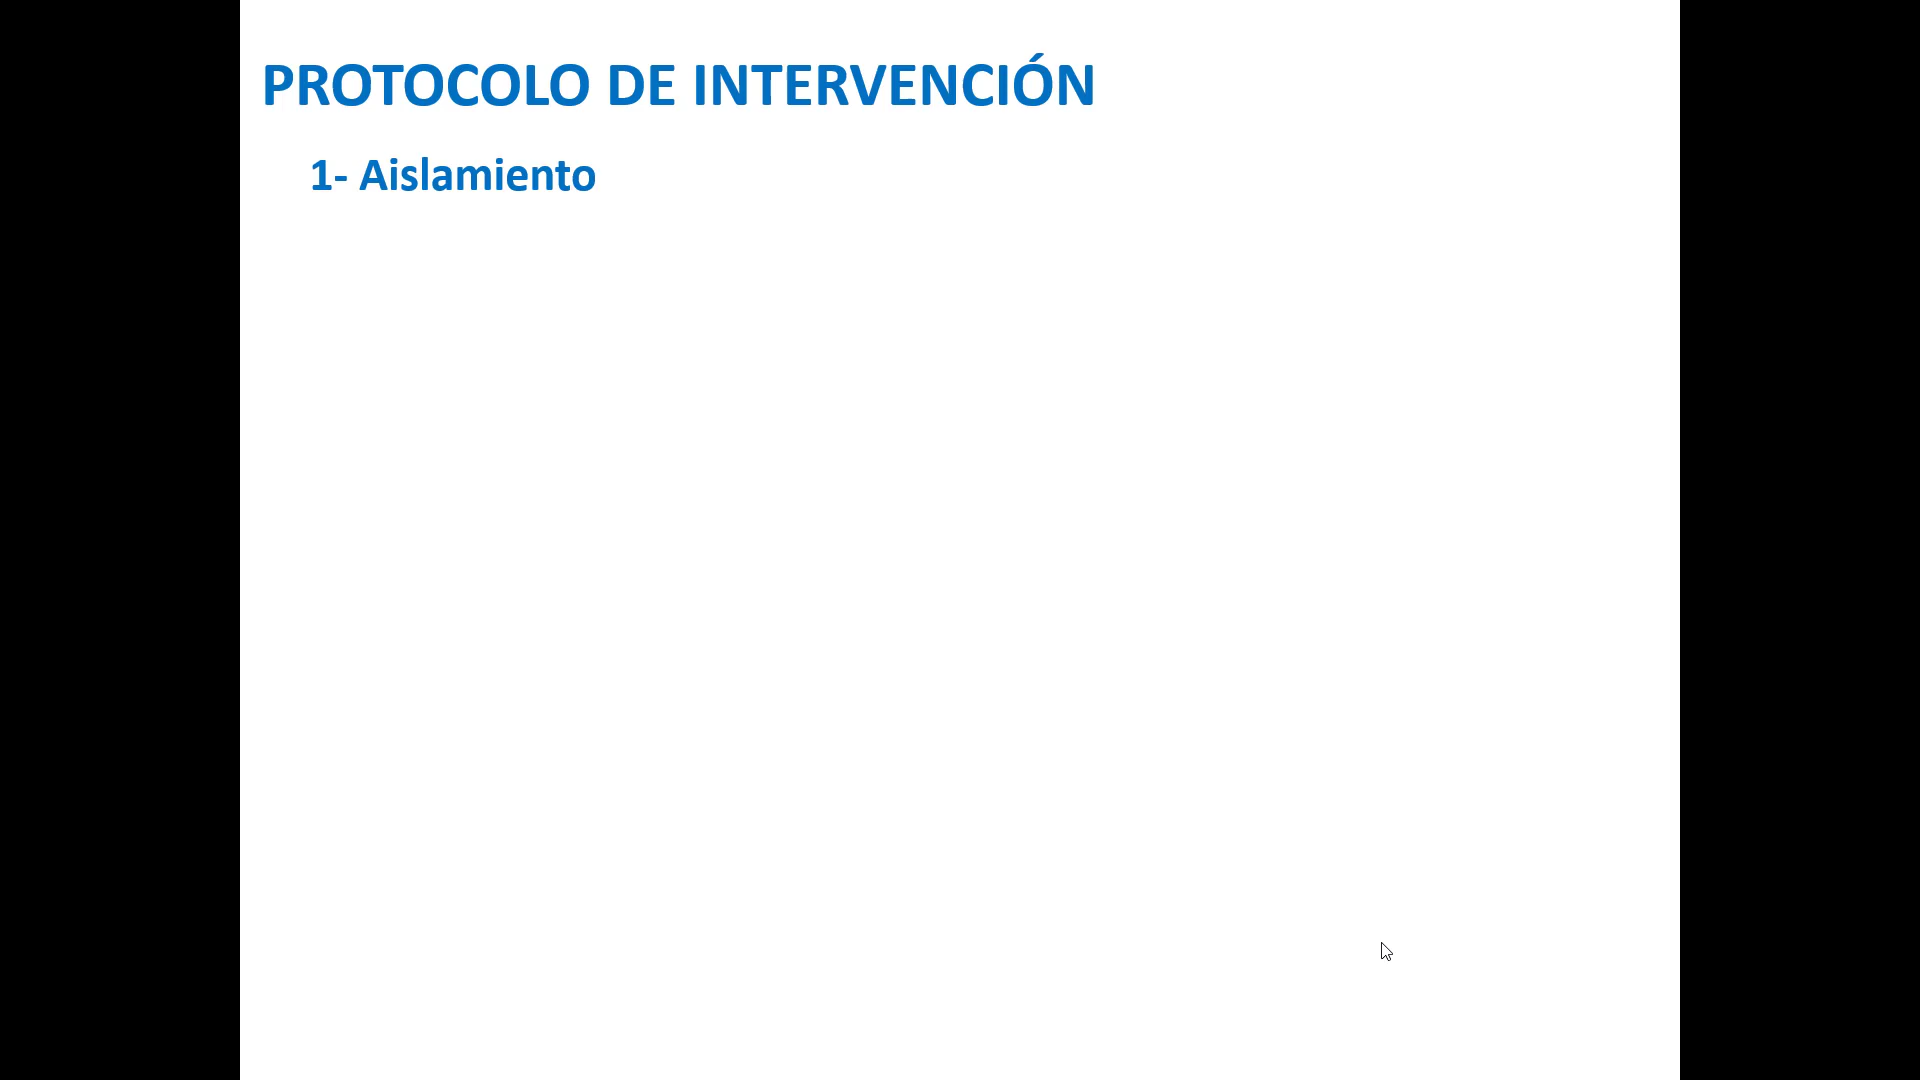 PROTOCOLO DE INTERVENCIÓN
1- Aislamiento